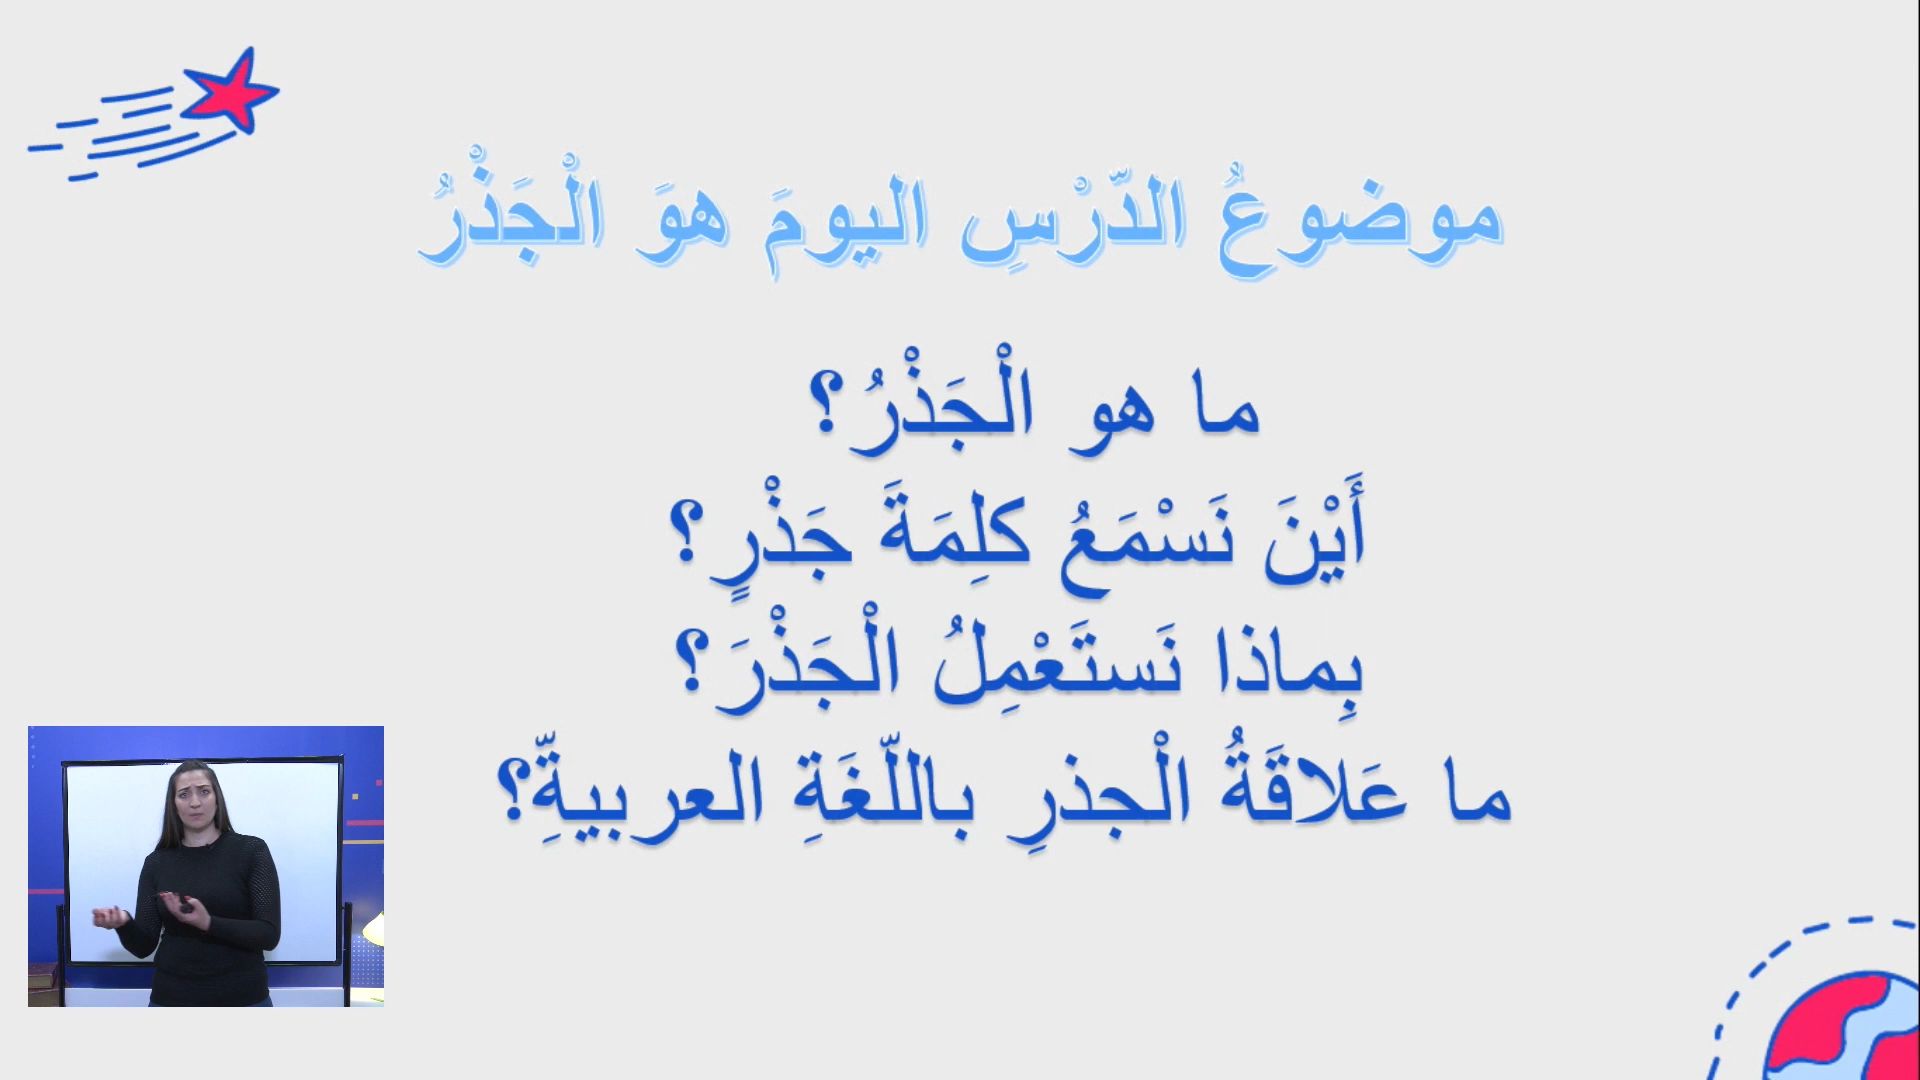 موضوعُ الدّرْسِ اليومَ هوَ الْجَذْرُ
ما هو الْجَذْرُ؟
أَيْنَ نَسْمَعُ كلِمَةَ جَذْرٍ؟
بِماذا نَستَعْمِلُ الْجَذْرَ؟
ما عَلاقَةُ الْجذرِ باللّغَةِ العربيةِّ؟